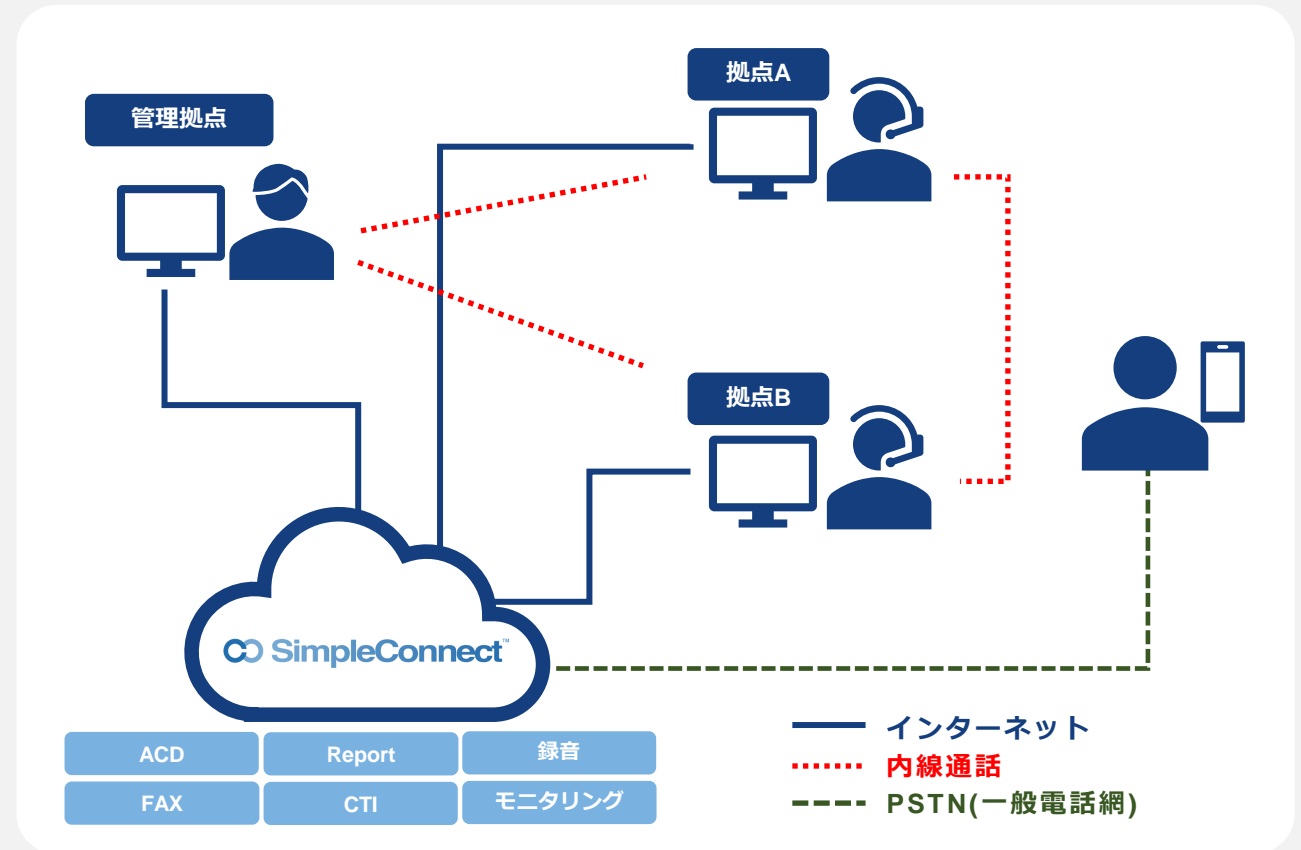 拠点A
管理拠点
拠点B
SimpleConnect™
ACD
Report
録音
FAX
CTI
モニタリング
インターネット
内線通話
PSTN(一般電話網)